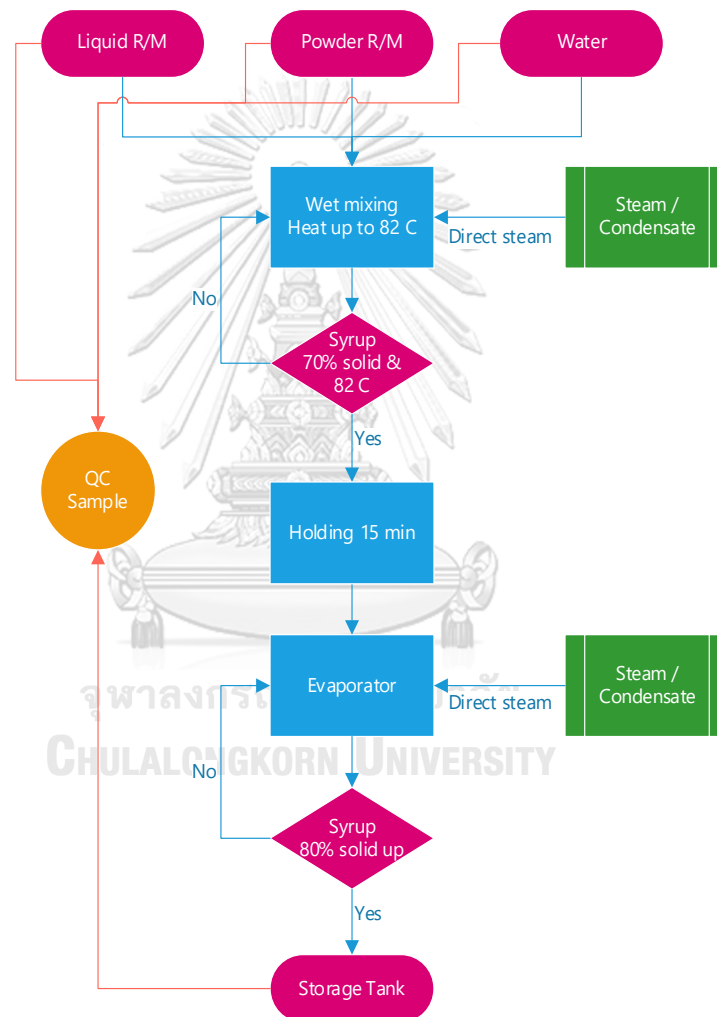 Liquid R/M
Powder R/M
Water
Wet mixing
Heat up to 82 C
Direct steam
Steam /
Condensate
No
Syrup
70% solid &
82 C
Yes
QC
Sample
Holding 15 min
Evaporator
Direct steam
Steam /
Condensate
CHULALONGKORN UNIVERSITY
No
Syrup
80% solid up
Yes
Storage Tank